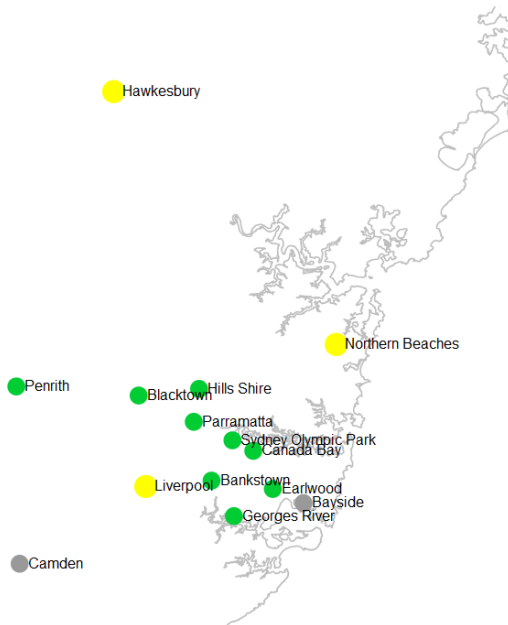 Hawkesbury
Northern Beaches
Penrith
Hills Shire
Blacktown
Parramatta
Sydney Olympic Park
Canada Bay
Bankstown
Liverpool
Earlwood
Bayside
Georges River
Camden